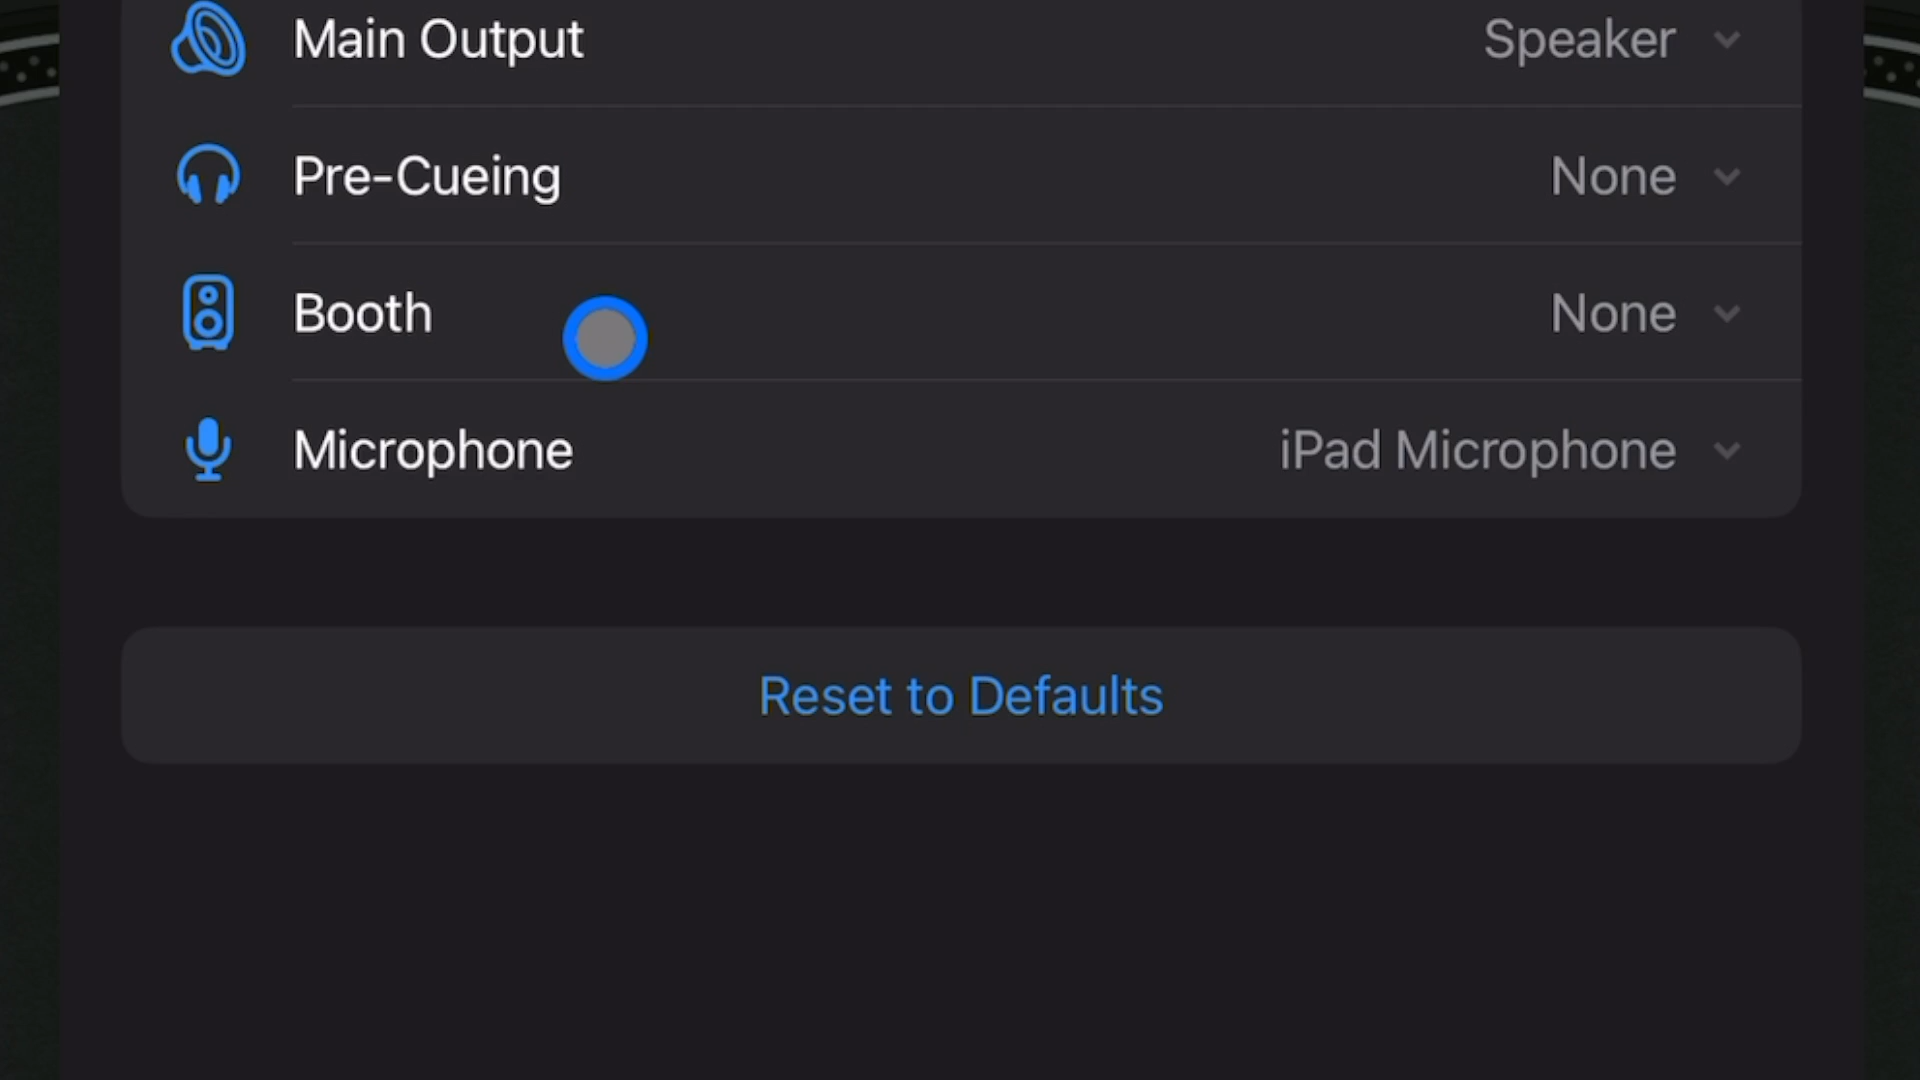 Main Output Speaker
Pre-Cueing None
Booth None
Microphone iPad Microphone
Reset to Defaults